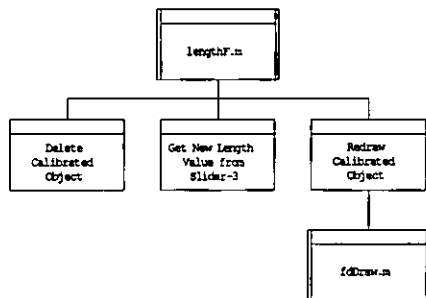 lengthF.m
Delete
Calibrated
Object
Get New Length
Value from
Slider-3
Redraw
Calibrated
Object
fdDraw.m